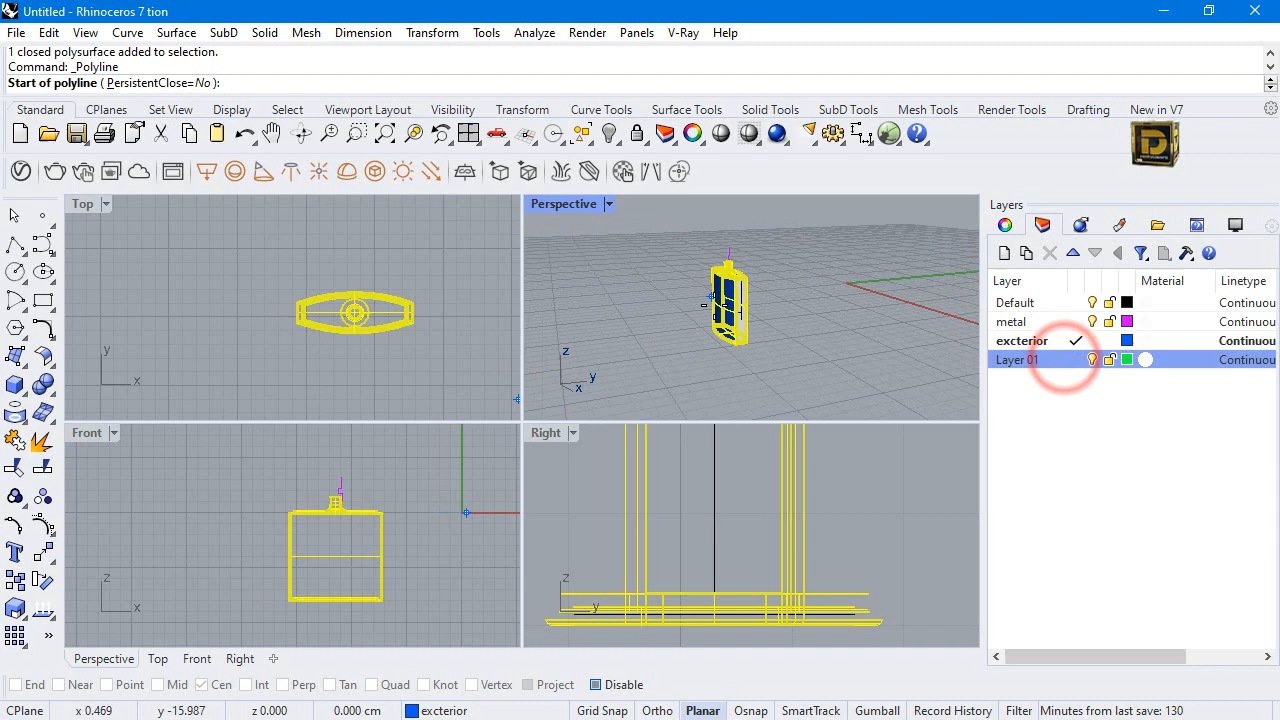 Untitled - Rhinoceros 7 tion
File Edit View Curve Surface SubD Solid Mesh Dimension Transform Tools Analyze Render Panels V-Ray Help
1 closed polysurface added to selection.
Command: _Polyline
Start of polyline ( PersistentClose=No ):
Standard CPlanes Set View Display Select Viewport Layout Visibility Transform Curve Tools Surface Tools Solid Tools SubD Tools Mesh Tools Render Tools Drafting New in V7
Top
Perspective
Layers
Layer Material Linetype
Default Continuou
metal Continuou
excterior Continuou
Layer 01 Continuou
y
x
z
y
x
Front
Right
z
x
z
y
Perspective Top Front Right
End Near Point Mid Cen Int Perp Tan Quad Knot Vertex Project Disable
CPlane x 0.469 y -15.987 z 0.000 0.000 cm excterior Grid Snap Ortho Planar Osnap SmartTrack Gumball Record History Filter Minutes from last save: 130